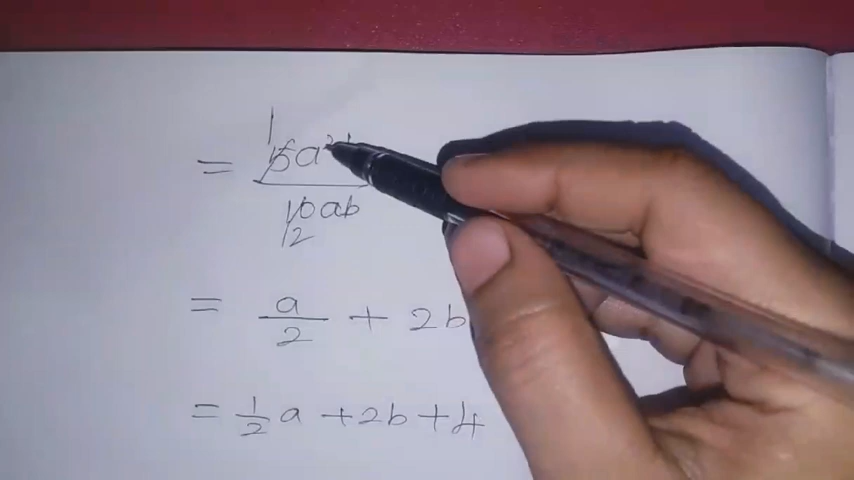 1
= 5a²
10ab
2
= a/2 + 2b
= 1/2 a + 2b + 4